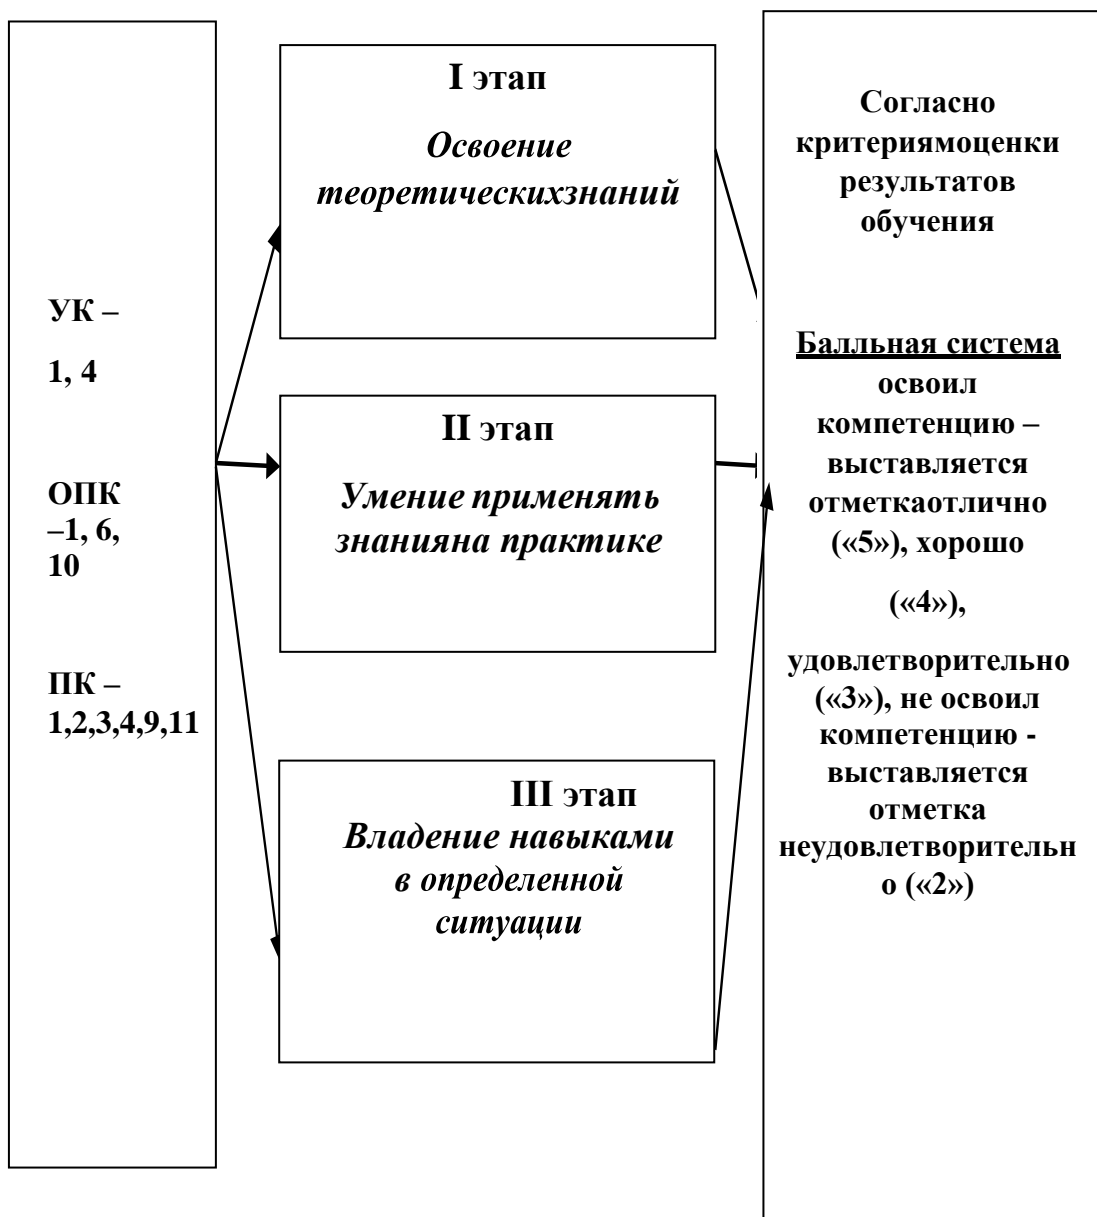 УК –
1, 4
ОПК
–1, 6,
10
ПК –
1,2,3,4,9,11
I этап
Освоение
теоретическихзнаний
II этап
Умение применять
знанияна практике
III этап
Владение навыками
в определенной
ситуации
Согласно
критериямоценки
результатов
обучения
Балльная система
освоил
компетенцию –
выставляется
отметкаотлично
(«5»), хорошо
(«4»),
удовлетворительно
(«3»), не освоил
компетенцию -
выставляется
отметка
неудовлетворительн
о («2»)